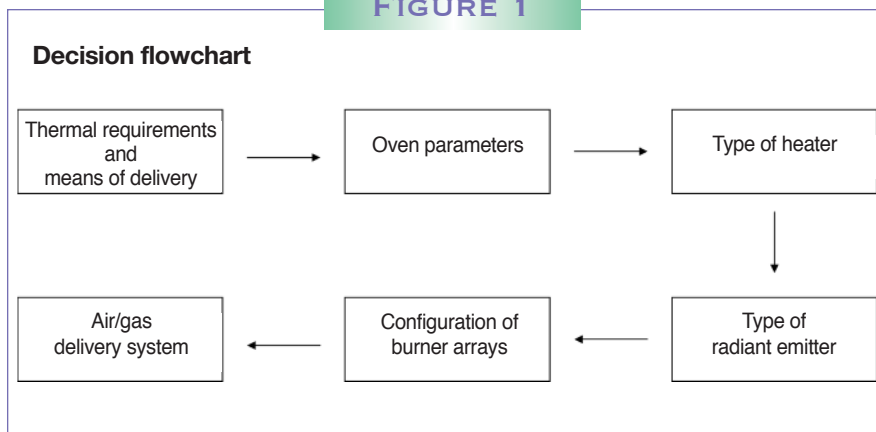 FIGURE 1
Decision flowchart
Thermal requirements
and
means of delivery
Oven parameters
Type of heater
Type of
radiant emitter
Configuration of
burner arrays
Air/gas
delivery system